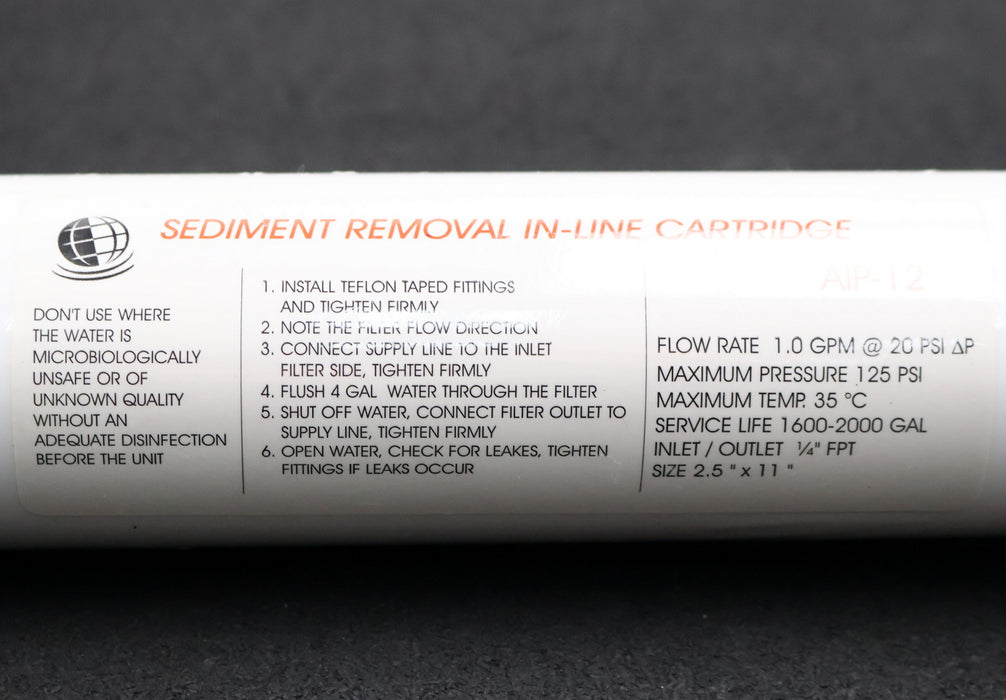 SEDIMENT REMOVAL IN-LINE CARTRIDGE
AIP-12
DON'T USE WHERE
THE WATER IS
MICROBIOLOGICALLY
UNSAFE OR OF
UNKNOWN QUALITY
WITHOUT AN
ADEQUATE DISINFECTION
BEFORE THE UNIT
1. INSTALL TEFLON TAPED FITTINGS
AND TIGHTEN FIRMLY
2. NOTE THE FILTER FLOW DIRECTION
3. CONNECT SUPPLY LINE TO THE INLET
FILTER SIDE, TIGHTEN FIRMLY
4. FLUSH 4 GAL WATER THROUGH THE FILTER
5. SHUT OFF WATER, CONNECT FILTER OUTLET TO
SUPPLY LINE, TIGHTEN FIRMLY
6. OPEN WATER, CHECK FOR LEAKES, TIGHTEN
FITTINGS IF LEAKS OCCUR
FLOW RATE 1.0 GPM @ 20 PSI ΔP
MAXIMUM PRESSURE 125 PSI
MAXIMUM TEMP. 35 °C
SERVICE LIFE 1600-2000 GAL
INLET / OUTLET ¼" FPT
SIZE 2.5 " x 11 "